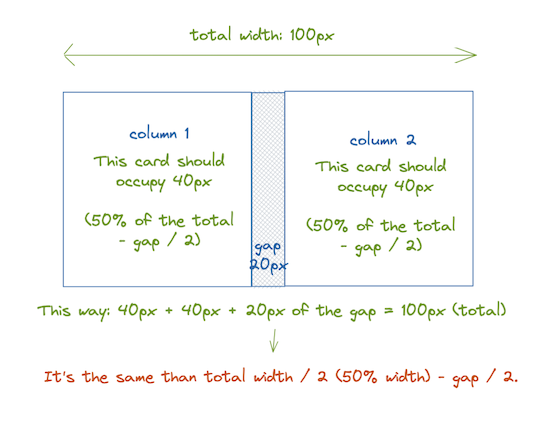 total width: 100px
column 1
This card should
occupy 40px
(50% of the total
- gap / 2)
gap
20px
column 2
This card should
occupy 40px
(50% of the total
- gap / 2)
This way: 40px + 40px + 20px of the gap = 100px (total)
It's the same than total width / 2 (50% width) - gap / 2.